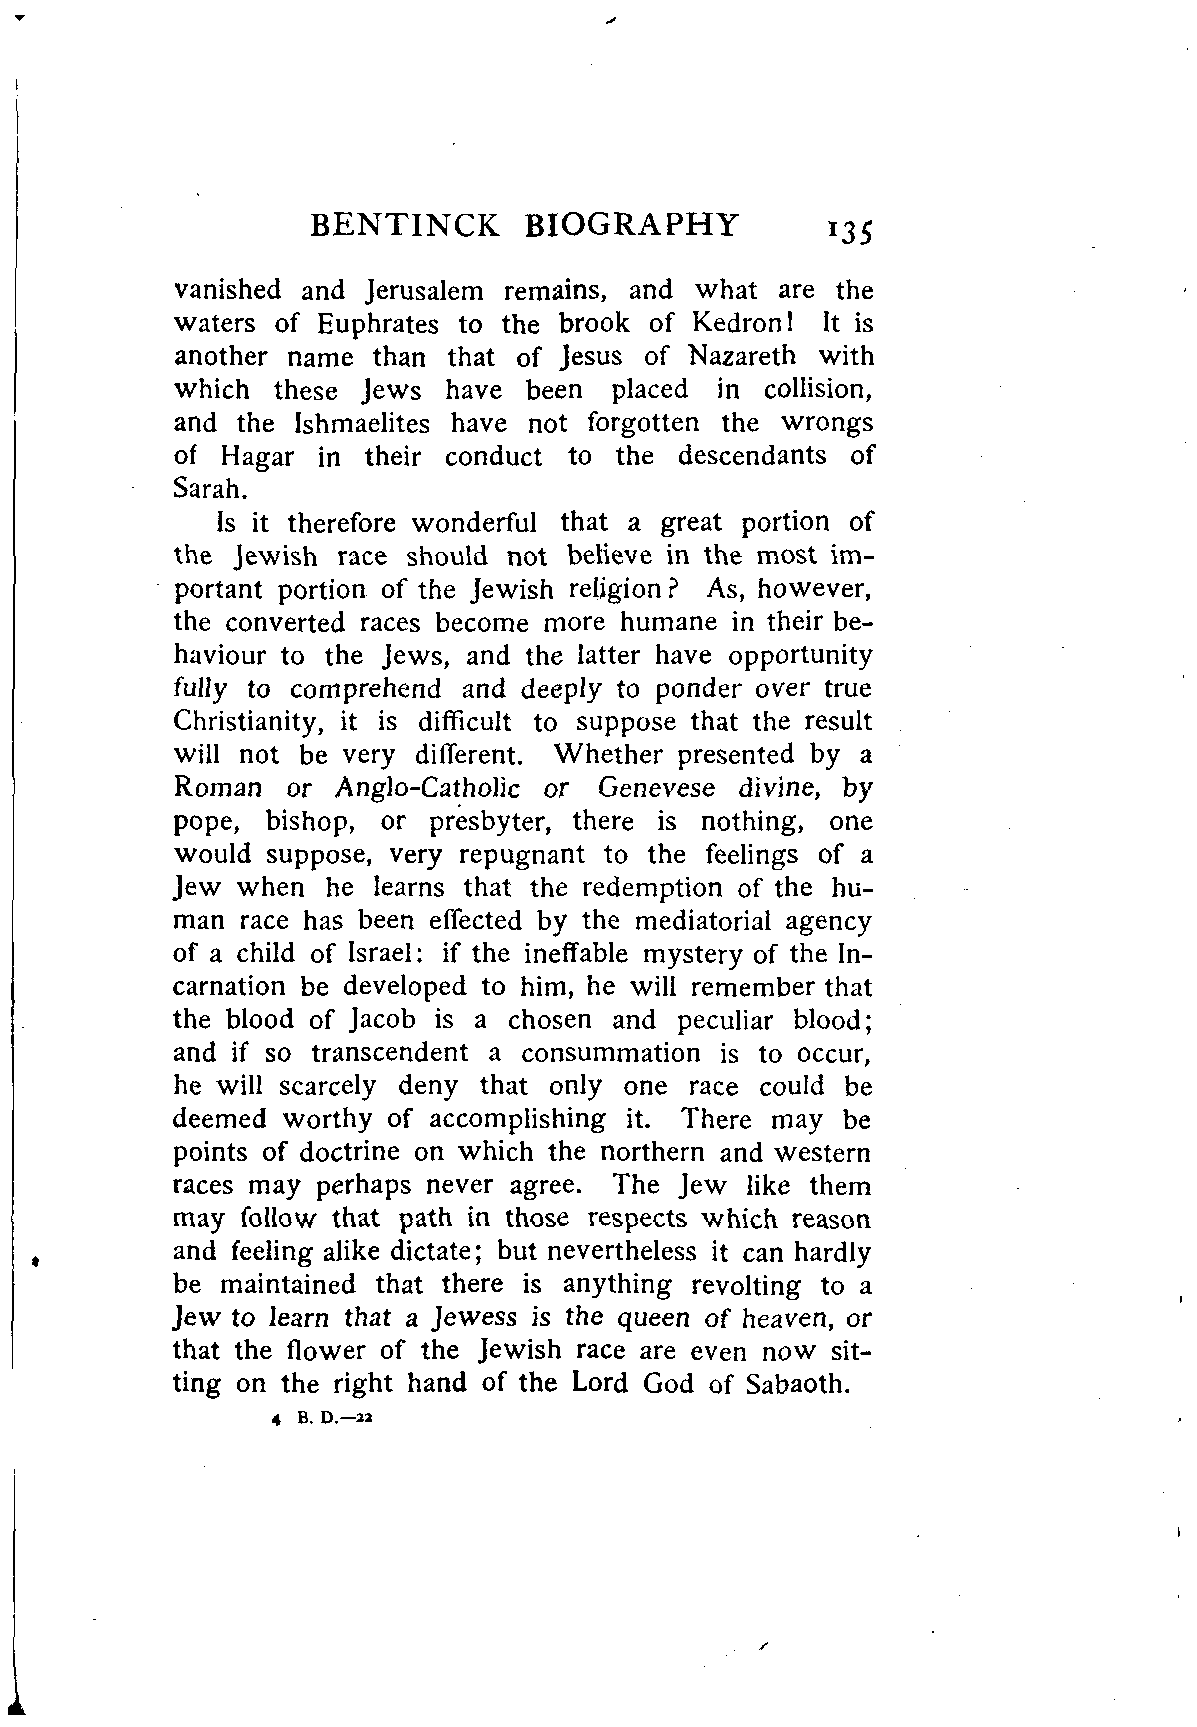 BENTINCK BIOGRAPHY 135
vanished and Jerusalem remains, and what are the
waters of Euphrates to the brook of Kedron! It is
another name than that of Jesus of Nazareth with
which these Jews have been placed in collision,
and the Ishmaelites have not forgotten the wrongs
of Hagar in their conduct to the descendants of
Sarah.
Is it therefore wonderful that a great portion of
the Jewish race should not believe in the most im-
portant portion of the Jewish religion? As, however,
the converted races become more humane in their be-
haviour to the Jews, and the latter have opportunity
fully to comprehend and deeply to ponder over true
Christianity, it is difficult to suppose that the result
will not be very different. Whether presented by a
Roman or Anglo-Catholic or Genevese divine, by
pope, bishop, or presbyter, there is nothing, one
would suppose, very repugnant to the feelings of a
Jew when he learns that the redemption of the hu-
man race has been effected by the mediatorial agency
of a child of Israel: if the ineffable mystery of the In-
carnation be developed to him, he will remember that
the blood of Jacob is a chosen and peculiar blood;
and if so transcendent a consummation is to occur,
he will scarcely deny that only one race could be
deemed worthy of accomplishing it. There may be
points of doctrine on which the northern and western
races may perhaps never agree. The Jew like them
may follow that path in those respects which reason
and feeling alike dictate; but nevertheless it can hardly
be maintained that there is anything revolting to a
Jew to learn that a Jewess is the queen of heaven, or
that the flower of the Jewish race are even now sit-
ting on the right hand of the Lord God of Sabaoth.
4 B. D.—22